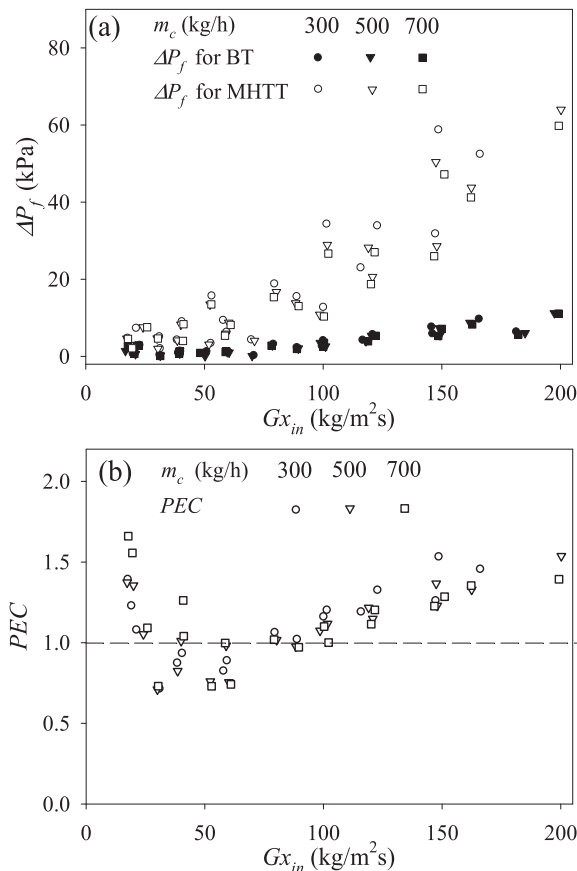 (a) m_c (kg/h) 300 500 700
ΔP_f for BT
ΔP_f for MHTT
80
60
40
20
0
ΔP_f (kPa)
0 50 100 150 200
Gx_in (kg/m²s)
(b) m_c (kg/h) 300 500 700
PEC
2.0
1.5
1.0
0.5
0.0
PEC
0 50 100 150 200
Gx_in (kg/m²s)